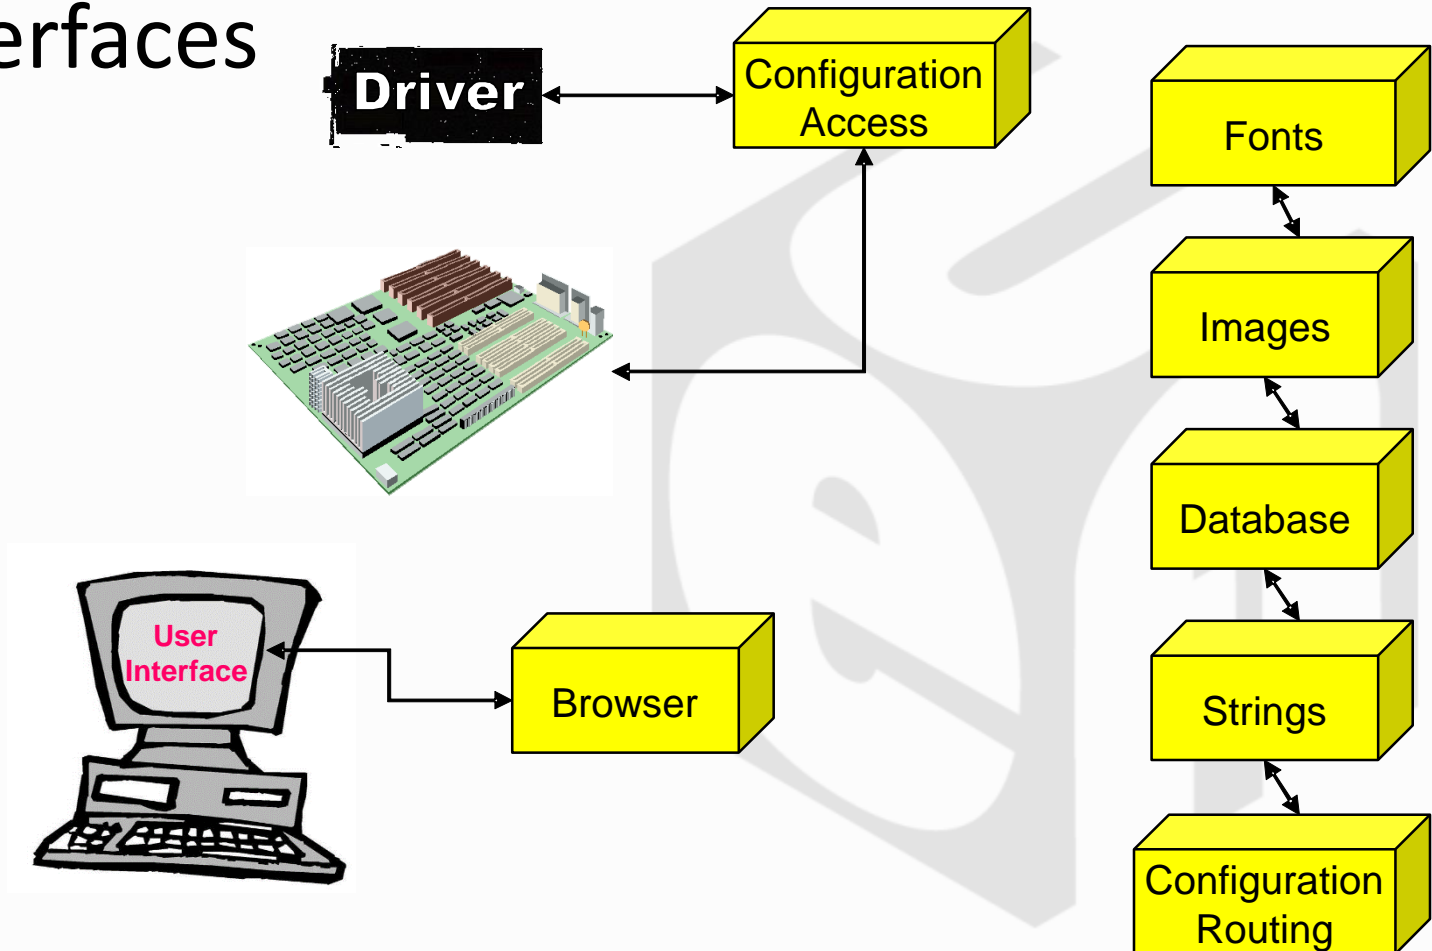 erfaces
Driver
Configuration
Access
Fonts
Images
Database
User
Interface
Browser
Strings
Configuration
Routing